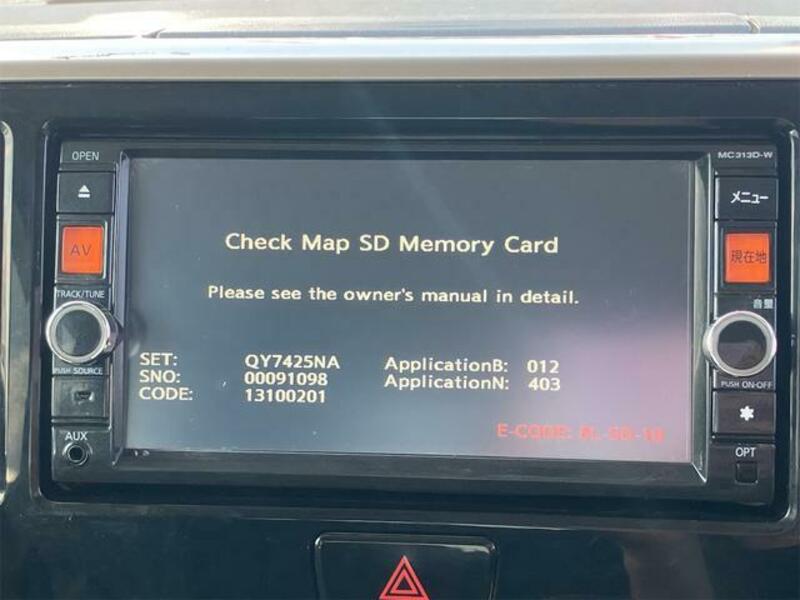 OPEN
MC313D-W
メニュー
AV
現在地
Check Map SD Memory Card
Please see the owner's manual in detail.
TRACK/TUNE
音量
SET: QY7425NA ApplicationB: 012
SNO: 00091098 ApplicationN: 403
CODE: 13100201
PUSH SOURCE
PUSH ON-OFF
E-CODE:
AUX
OPT